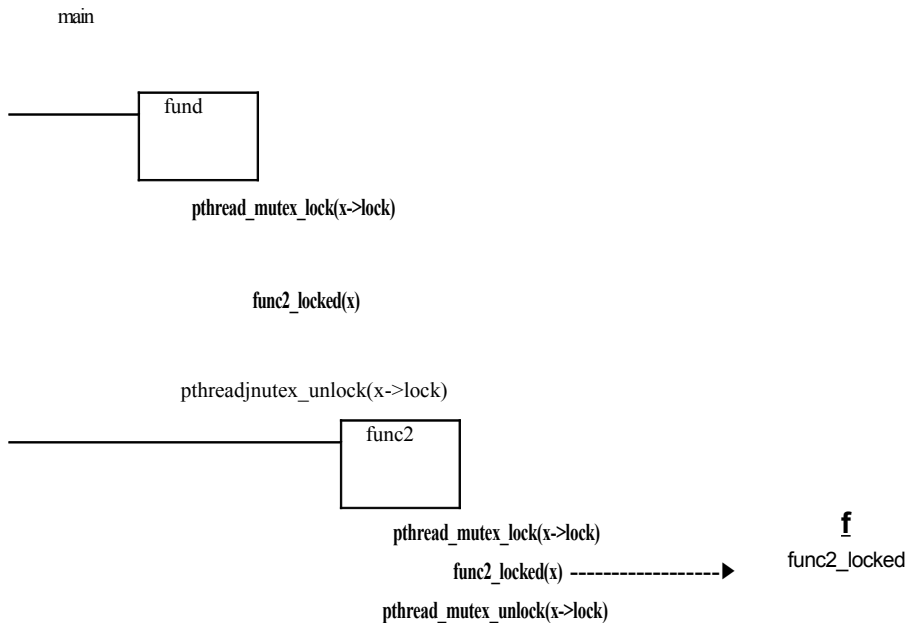 main
fund
pthread_mutex_lock(x->lock)
func2_locked(x)
pthreadjnutex_unlock(x->lock)
func2
pthread_mutex_lock(x->lock)
func2_locked(x)
pthread_mutex_unlock(x->lock)
f
func2_locked